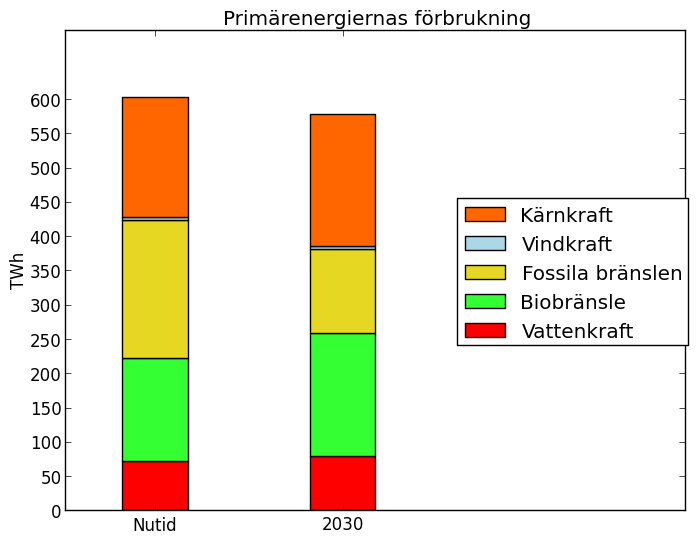 Primärenergiernas förbrukning
TWh
600
550
500
450
400
350
300
250
200
150
100
50
0
Nutid
2030
Kärnkraft
Vindkraft
Fossila bränslen
Biobränsle
Vattenkraft